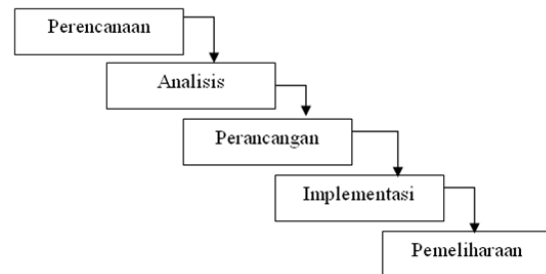 Perencanaan
Analisis
Perancangan
Implementasi
Pemeliharaan